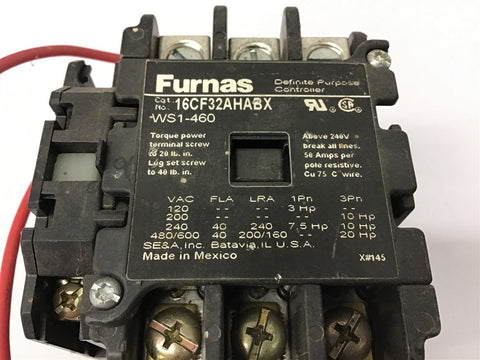 Furnas
Definite Purpose
Controller
Cat.
No. 16CF32AHABX
WS1-460
Torque power
terminal screw
to 20 lb. in.
Lug set screw
to 40 lb. in.
Above 240V
break all lines.
50 Amps per
pole resistive.
Cu 75 C wire.
VAC FLA LRA 1Pn 3Pn
120 -- -- 3 Hp --
200 -- -- -- 10 Hp
240 40 240 7.5 Hp 10 Hp
480/600 40 200/160 -- 20 Hp
SE&A, Inc. Batavia, IL U.S.A.
Made in Mexico
X#145